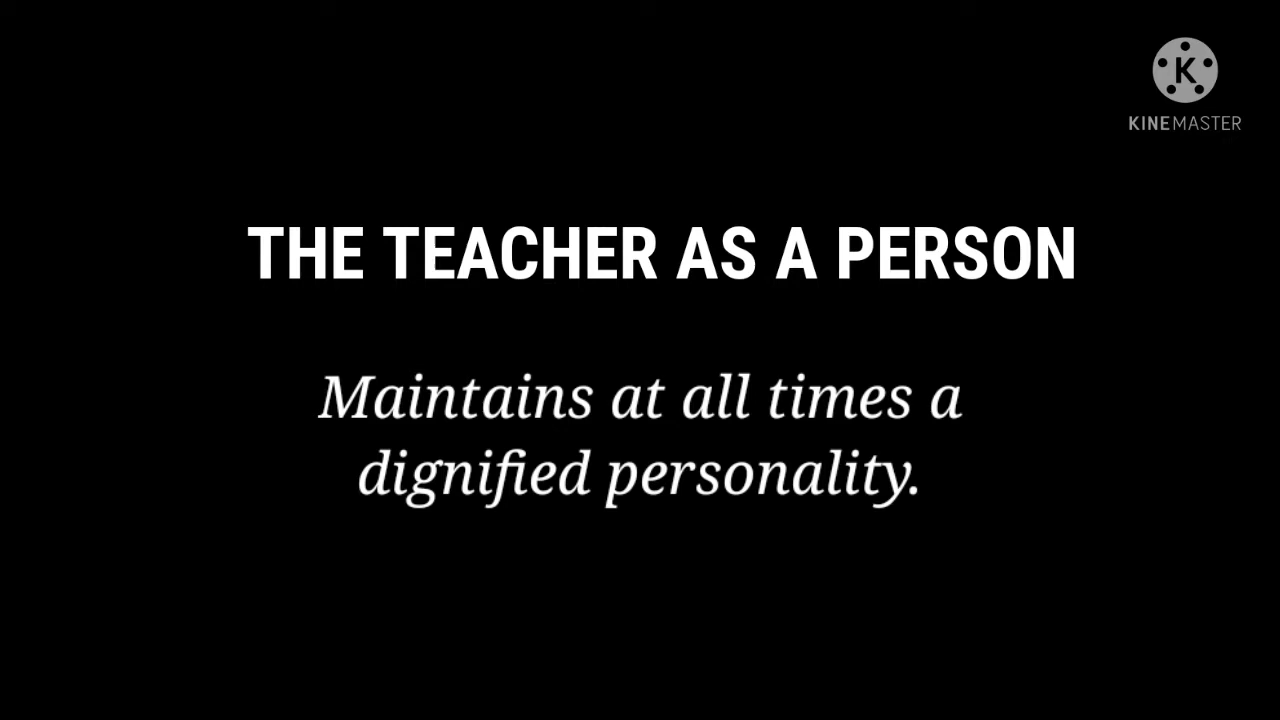 K
KINEMASTER
THE TEACHER AS A PERSON
Maintains at all times a
dignified personality.